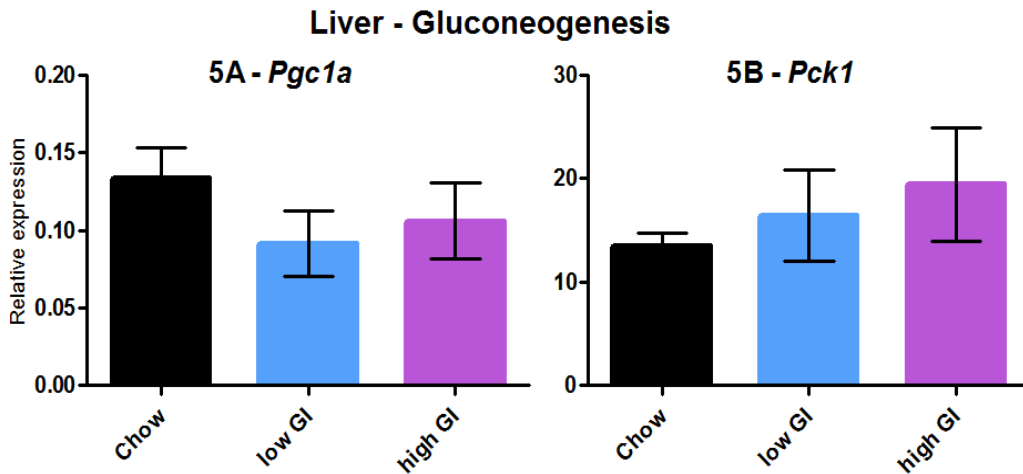 Liver - Gluconeogenesis
5A - Pgc1a
Relative expression
0.20
0.15
0.10
0.05
0.00
Chow
low GI
high GI
5B - Pck1
30
20
10
0
Chow
low GI
high GI